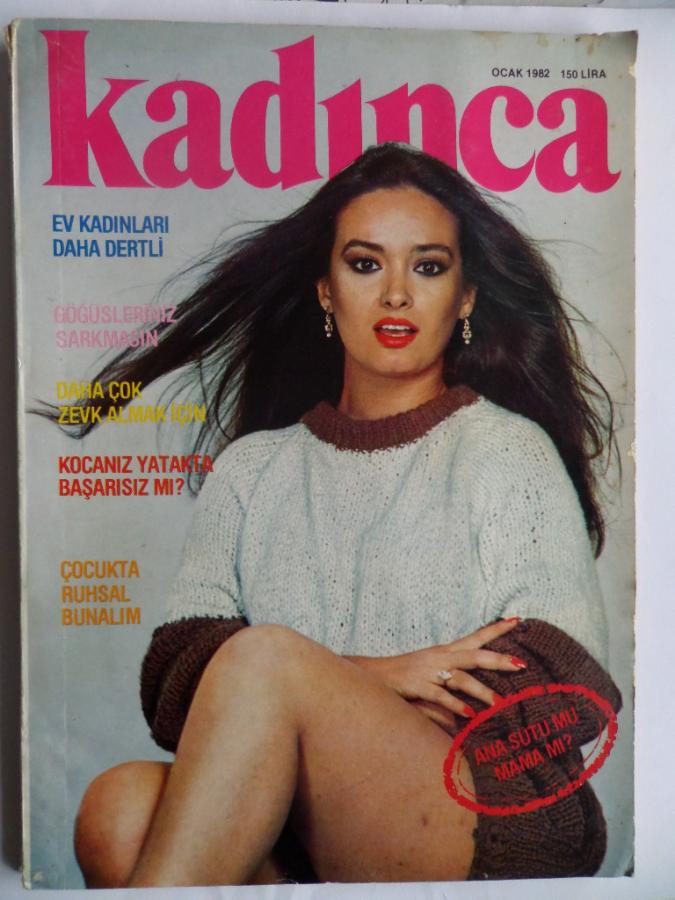 kadınca
OCAK 1982 150 LİRA
EV KADINLARI
DAHA DERTLİ
GÖĞÜSLERİNİZ
SARKMASIN
DAHA ÇOK
ZEVK ALMAK İÇİN
KOCANIZ YATAKTA
BAŞARISIZ MI?
ÇOCUKTA
RUHSAL
BUNALIM
ANA SÜTÜ MÜ
MAMA MI?